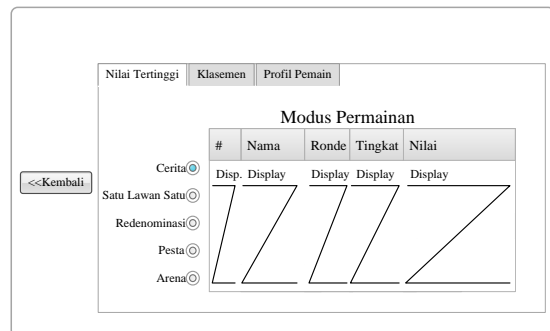 Nilai Tertinggi Klasemen Profil Pemain
Modus Permainan
# Nama Ronde Tingkat Nilai
Cerita
Disp. Display Display Display Display
<<Kembali
Satu Lawan Satu
Redenominasi
Pesta
Arena